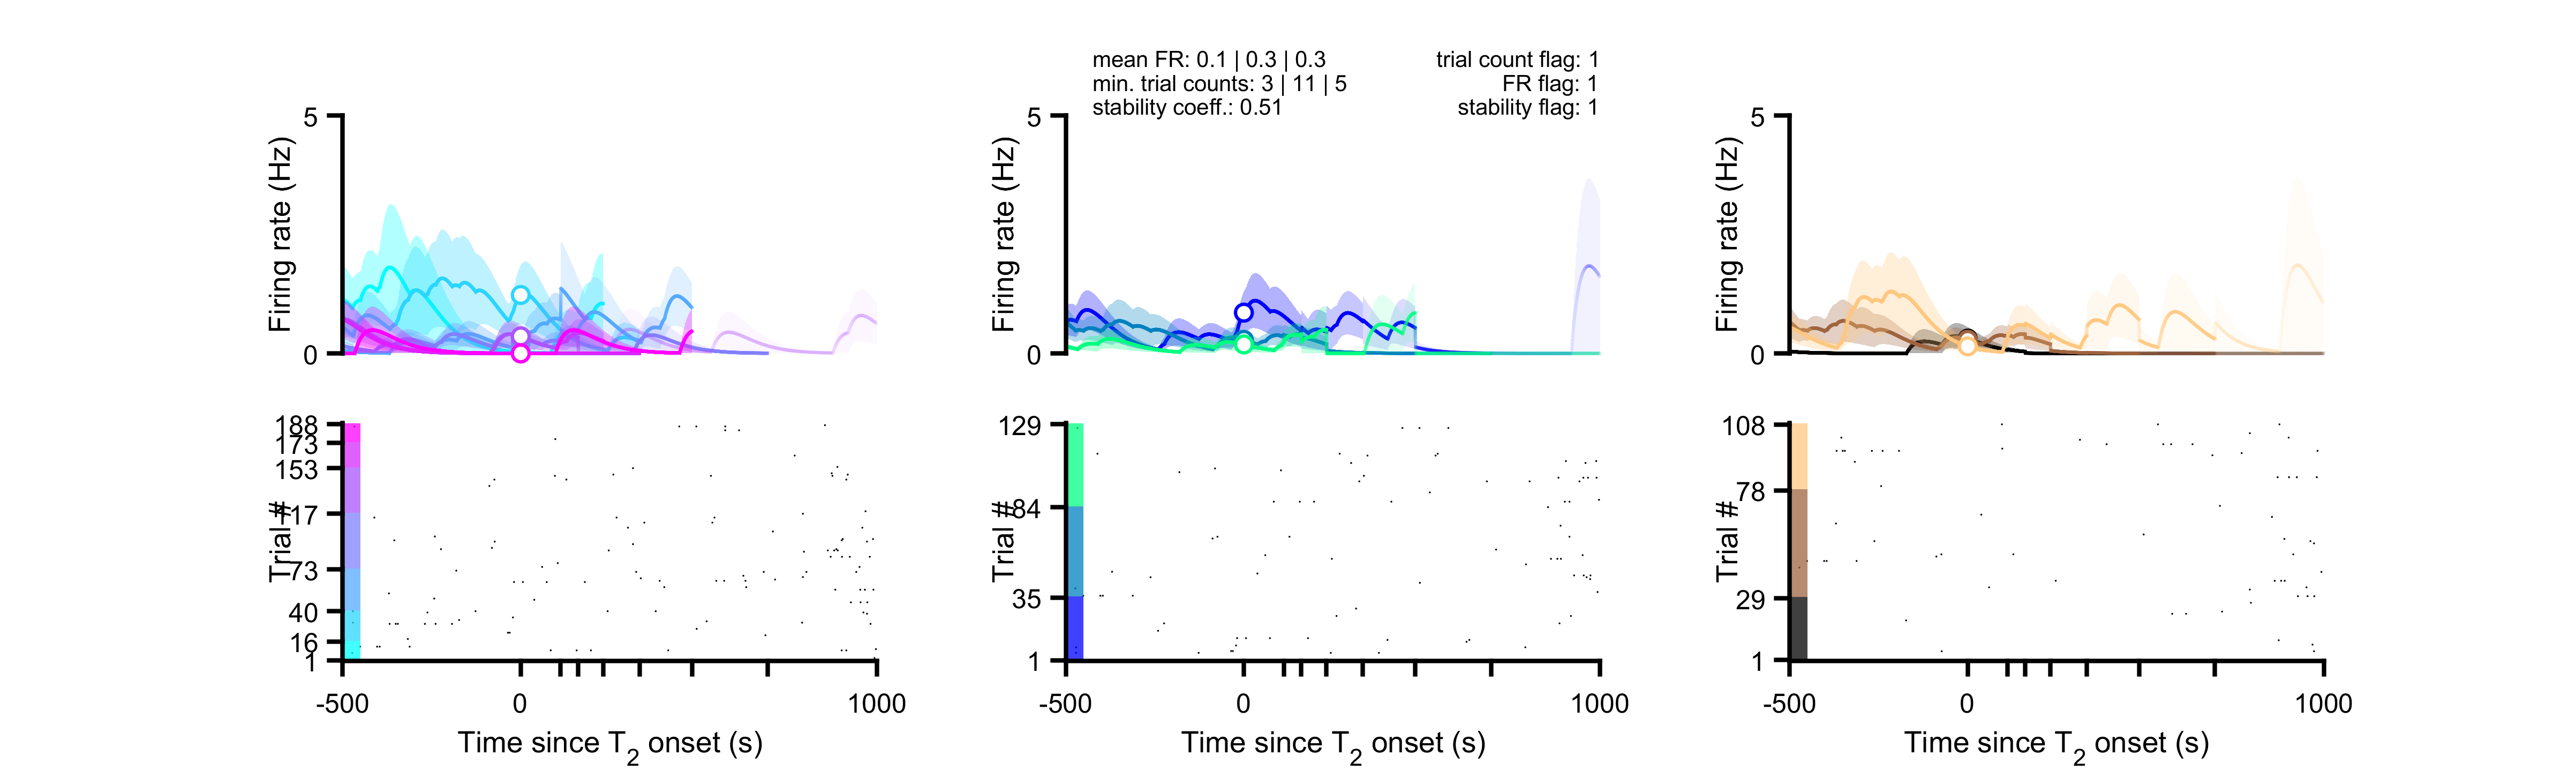 mean FR: 0.1 | 0.3 | 0.3
min. trial counts: 3 | 11 | 5
stability coeff.: 0.51
trial count flag: 1
FR flag: 1
stability flag: 1
5
0
Firing rate (Hz)
5
0
Firing rate (Hz)
5
0
Firing rate (Hz)
188
173
153
117
73
40
16
1
Trial #
-500
0
1000
Time since T2 onset (s)
129
84
35
1
Trial #
-500
0
1000
Time since T2 onset (s)
108
78
29
1
Trial #
-500
0
1000
Time since T2 onset (s)